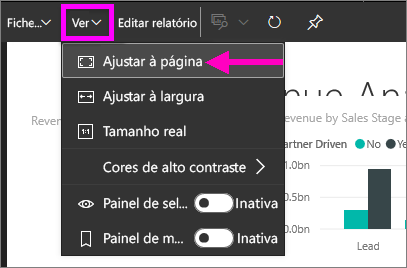 Fiche... Ver Editar relatório
Ajustar à página
nue An
Ajustar à largura
Reven
Tamanho real
evenue by Sales Stage a
artner Driven No Ye
Cores de alto contraste
1.0bn
Painel de sel... Inativa
0.5bn
Painel de m... Inativa
0.0bn
Lead